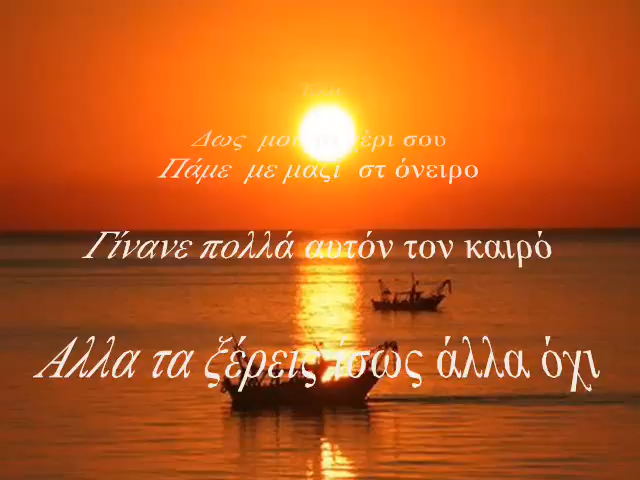 Δως μου το χέρι σου
Πάμε με μαζί στ όνειρο
Γίνανε πολλά αυτόν τον καιρό
Αλλα τα ξέρεις ίσως άλλα όχι